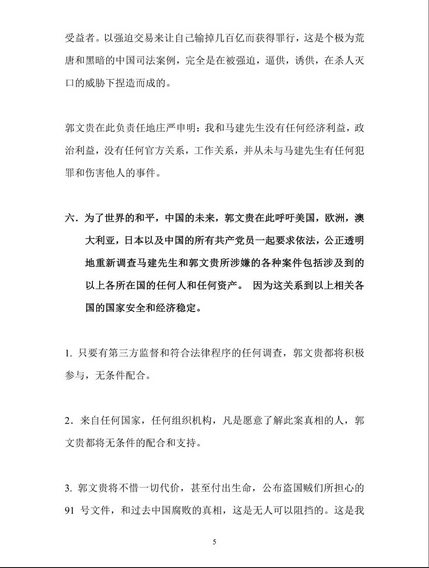 受益者。以强迫交易来让自己输掉几百亿而获得罪行，这是个极为荒
唐和黑暗的中国司法案例，完全是在被强迫，逼供，诱供，在杀人灭
口的威胁下捏造而成的。
郭文贵在此负责任地庄严申明：我和马建先生没有任何经济利益，政
治利益，没有任何官方关系，工作关系，并从未与马建先生有任何犯
罪和伤害他人的事件。
六．为了世界的和平，中国的未来，郭文贵在此呼吁美国，欧洲，澳
大利亚，日本以及中国的所有共产党员一起要求依法，公正透明
地重新调查马建先生和郭文贵所涉嫌的各种案件包括涉及到的
以上各所在国的任何人和任何资产。 因为这关系到以上相关各
国的国家安全和经济稳定。
1. 只要有第三方监督和符合法律程序的任何调查，郭文贵都将积极
参与，无条件配合。
2．来自任何国家，任何组织机构，凡是愿意了解此案真相的人，郭
文贵都将无条件的配合和支持。
3. 郭文贵将不惜一切代价，甚至付出生命，公布盗国贼们所担心的
91 号文件，和过去中国腐败的真相，这是无人可以阻挡的。这是我
5